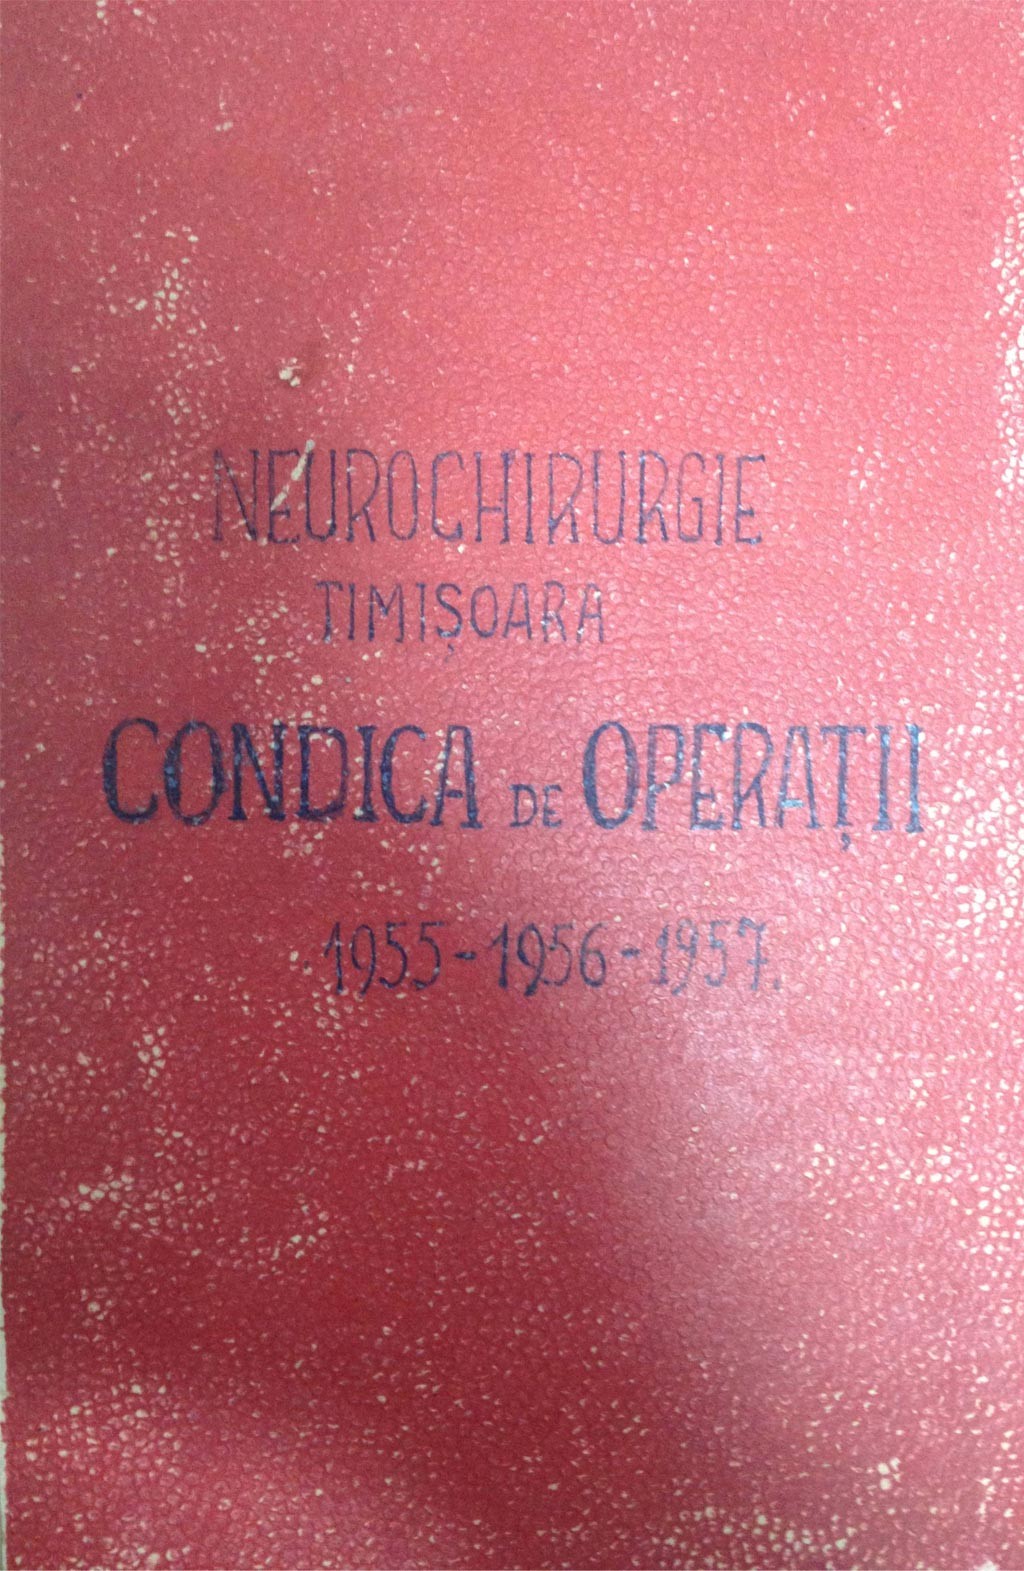 NEUROCHIRURGIE
TIMIȘOARA
CONDICA DE OPERAȚII
1955-1956-1957.